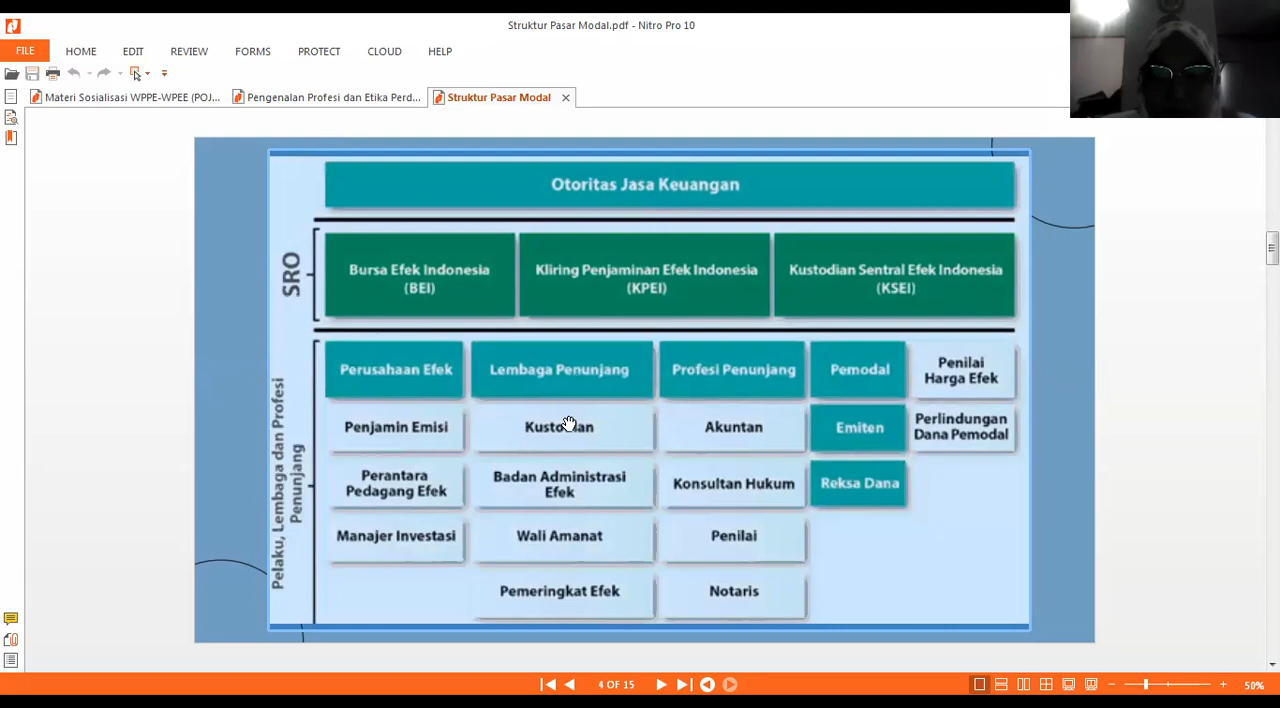 Struktur Pasar Modal.pdf - Nitro Pro 10
FILE
HOME
EDIT
REVIEW
FORMS
PROTECT
CLOUD
HELP
Materi Sosialisasi WPPE-WPEE (POJ...
Pengenalan Profesi dan Etika Perd...
Struktur Pasar Modal
Otoritas Jasa Keuangan
SRO
Bursa Efek Indonesia
(BEI)
Kliring Penjaminan Efek Indonesia
(KPEI)
Kustodian Sentral Efek Indonesia
(KSEI)
Pelaku, Lembaga dan Profesi
Penunjang
Perusahaan Efek
Penjamin Emisi
Perantara
Pedagang Efek
Manajer Investasi
Lembaga Penunjang
Kustodian
Badan Administrasi
Efek
Wali Amanat
Pemeringkat Efek
Profesi Penunjang
Akuntan
Konsultan Hukum
Penilai
Notaris
Pemodal
Emiten
Reksa Dana
Penilai
Harga Efek
Perlindungan
Dana Pemodal
4 OF 15
50%